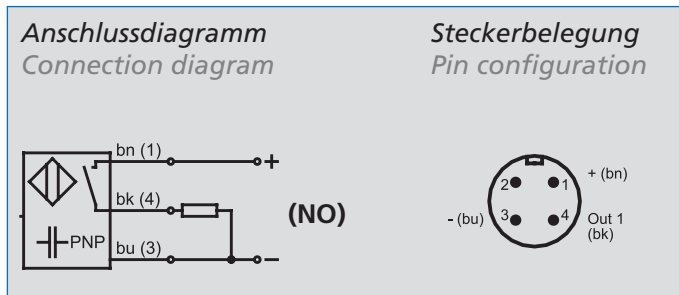 Anschlussdiagramm
Connection diagram
bn (1)
+
bk (4)
(NO)
PNP
bu (3)
–
Steckerbelegung
Pin configuration
2
1
+ (bn)
- (bu)
3
4
Out 1
(bk)